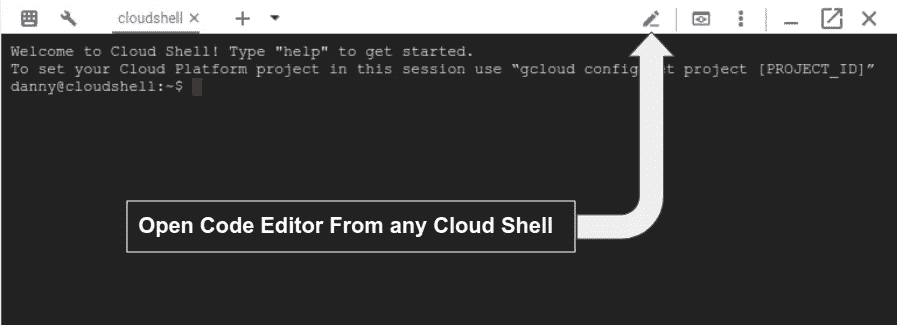 cloudshell
Welcome to Cloud Shell! Type "help" to get started.
To set your Cloud Platform project in this session use “gcloud config t project [PROJECT_ID]”
danny@cloudshell:~$
Open Code Editor From any Cloud Shell